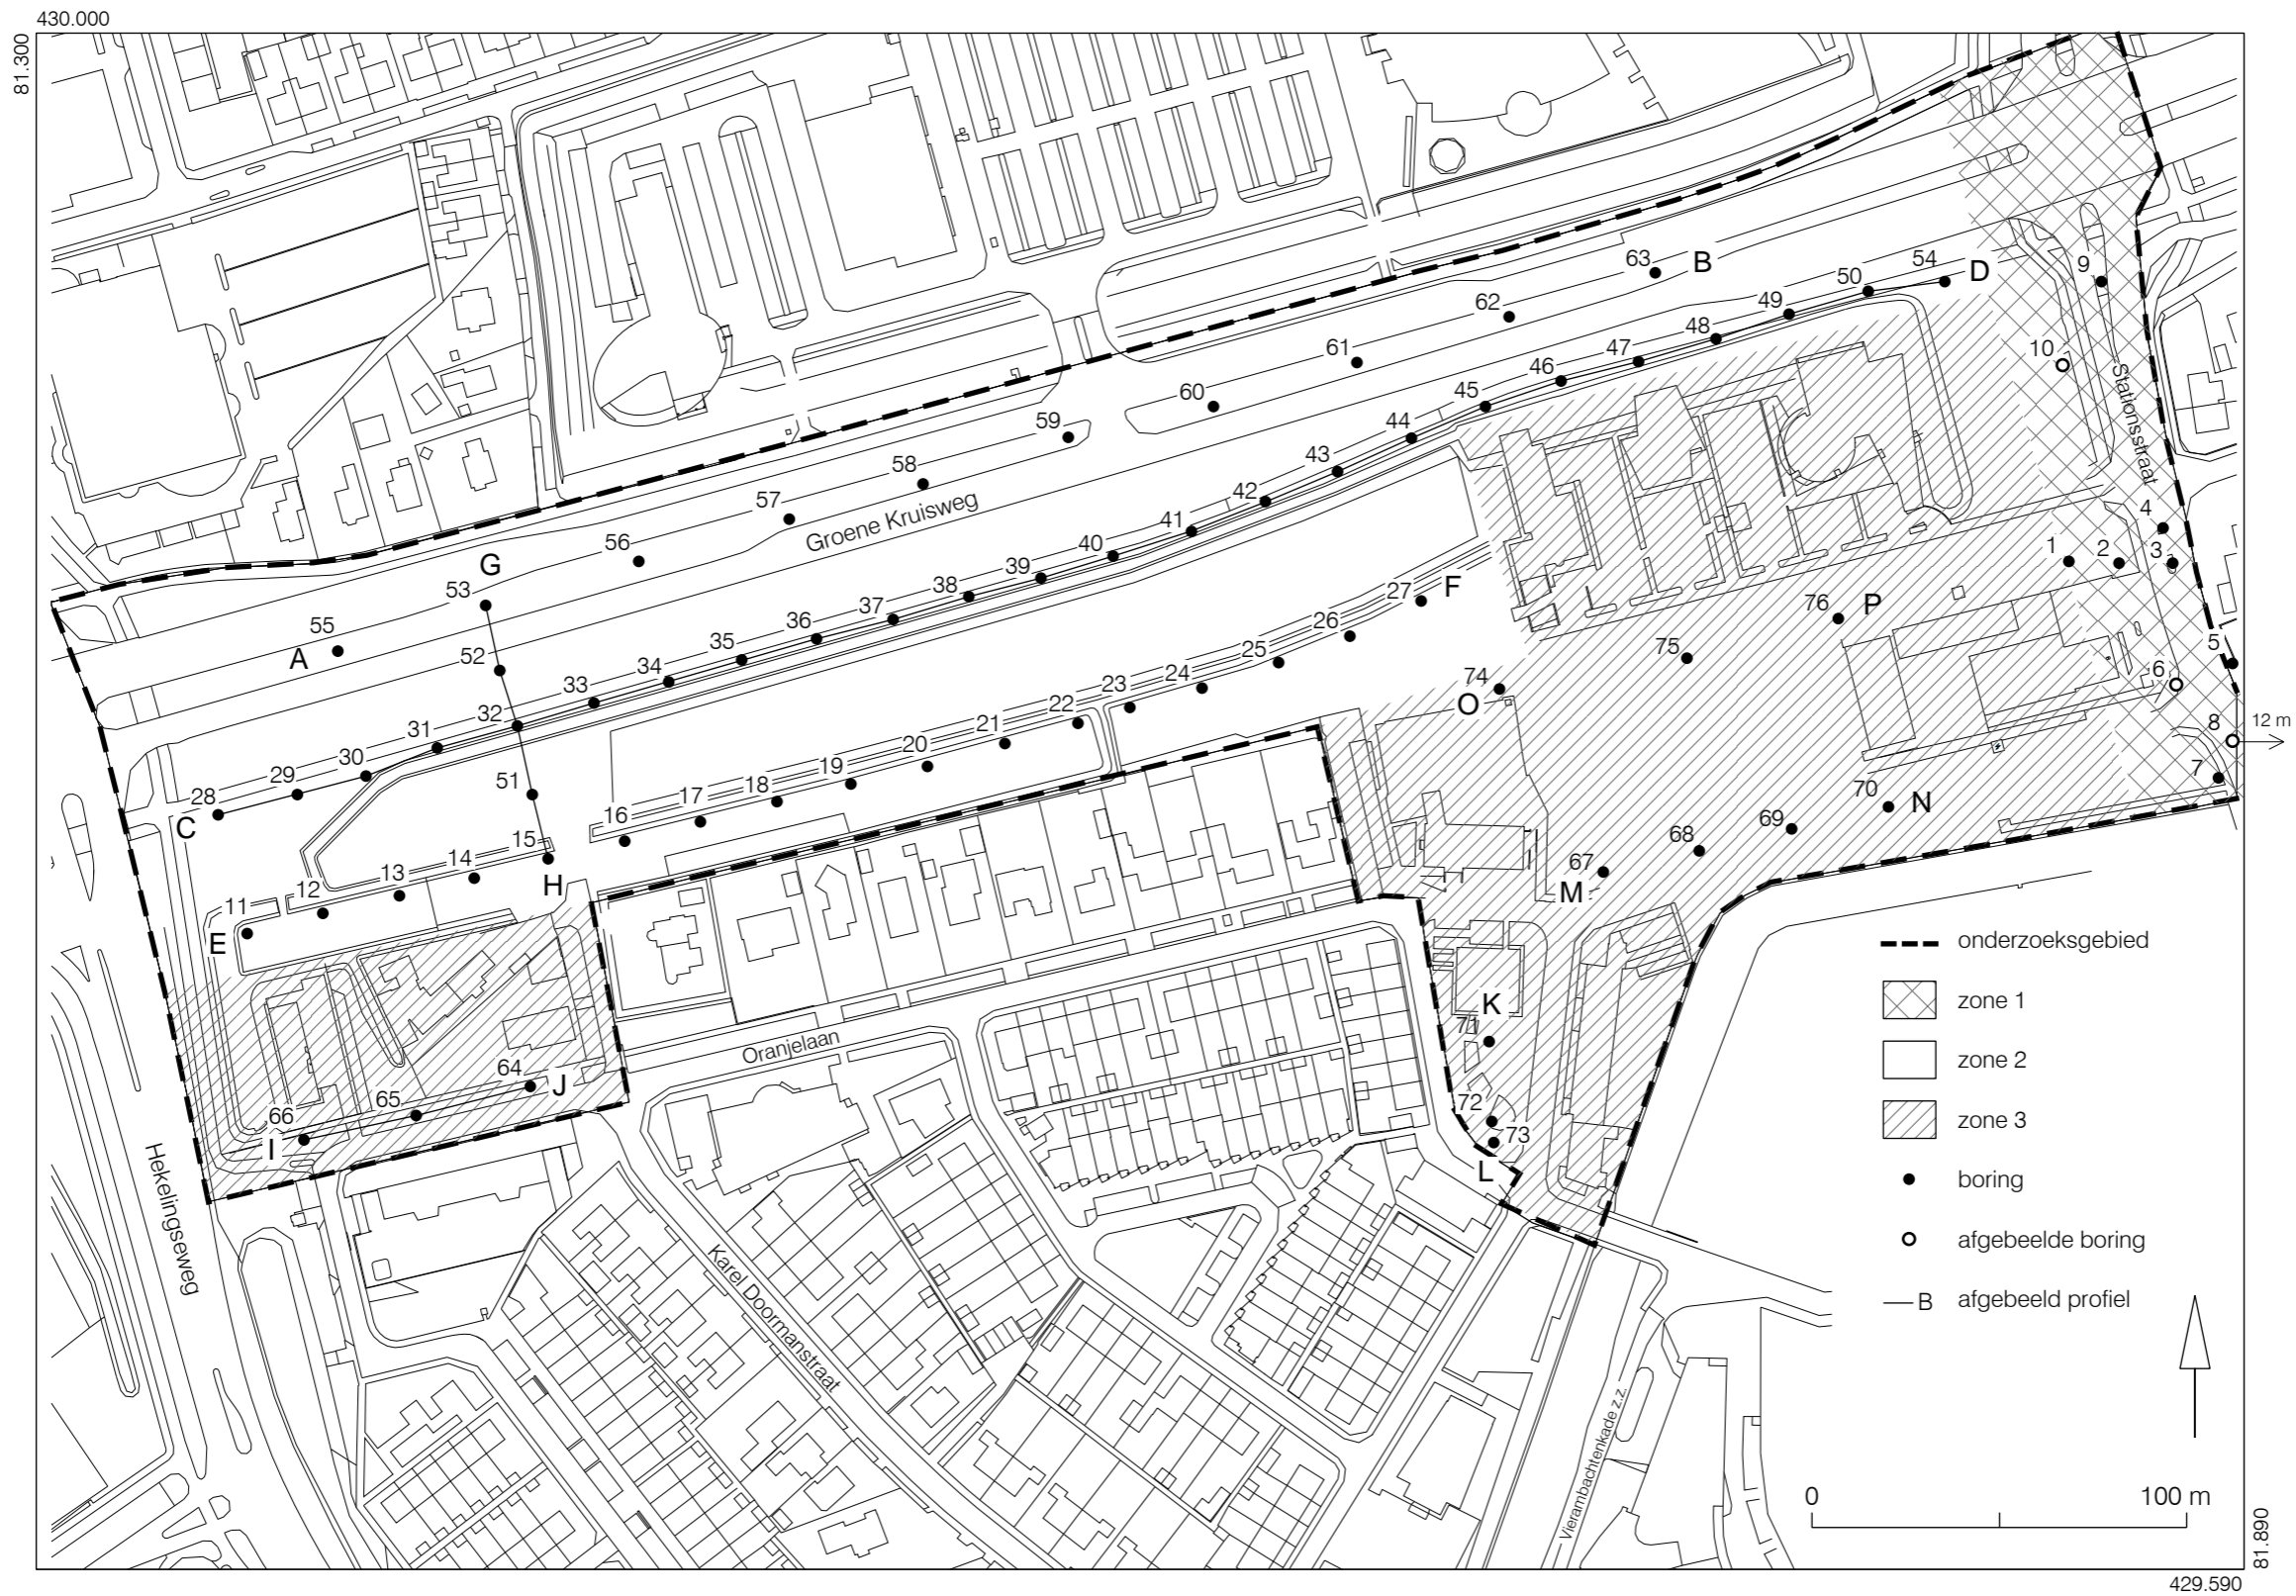 430.000
81.300
63
B
54
D
9
50
49
62
48
10
47
61
46
45
60
Stationsstraat
44
59
43
58
42
57
Groene Kruisweg
41
4
56
40
1
2
3
G
39
53
38
27
F
37
76
P
36
26
55
35
75
5
A
52
34
25
6
33
24
74
O
32
23
31
22
8
12 m
30
21
29
20
7
51
19
28
18
70
N
C
17
16
69
15
68
14
67
H
13
M
12
11
E
onderzoeksgebied
zone 1
K
71
Oranjelaan
zone 2
64
J
65
72
66
zone 3
73
I
L
boring
Hekelingseweg
afgebeelde boring
Karel Doormanstraat
B
afgebeeld profiel
Vierambachtenkade z.z.
0
100 m
81.890
429.590